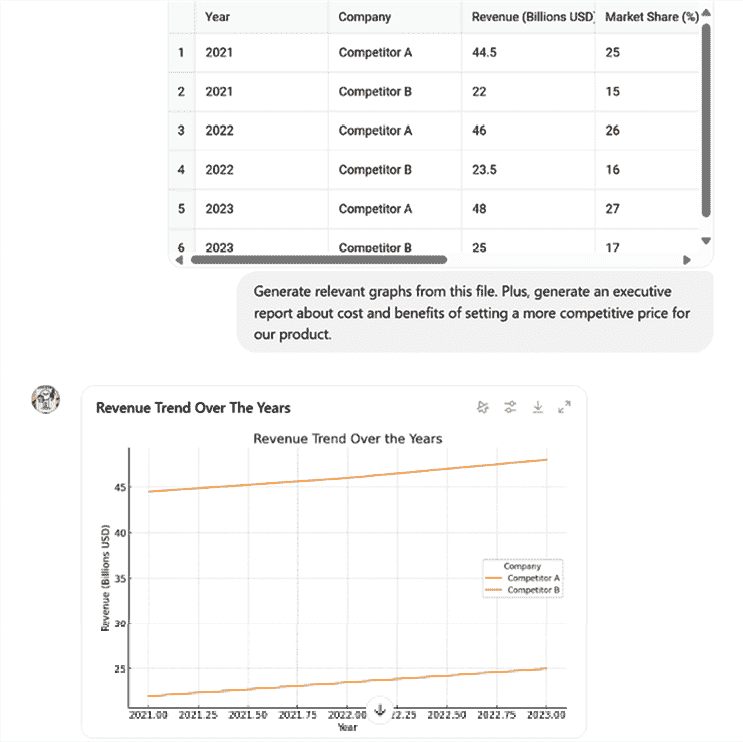 Year Company Revenue (Billions USD) Market Share (%)
1 2021 Competitor A 44.5 25
2 2021 Competitor B 22 15
3 2022 Competitor A 46 26
4 2022 Competitor B 23.5 16
5 2023 Competitor A 48 27
6 2023 Competitor B 25 17
Generate relevant graphs from this file. Plus, generate an executive
report about cost and benefits of setting a more competitive price for
our product.
Revenue Trend Over The Years
Revenue Trend Over the Years
Revenue (Billions USD)
45
40
35
30
25
Company
Competitor A
Competitor B
2021.00 2021.25 2021.50 2021.75 2022.00 2022.50 2022.75 2023.00
Year